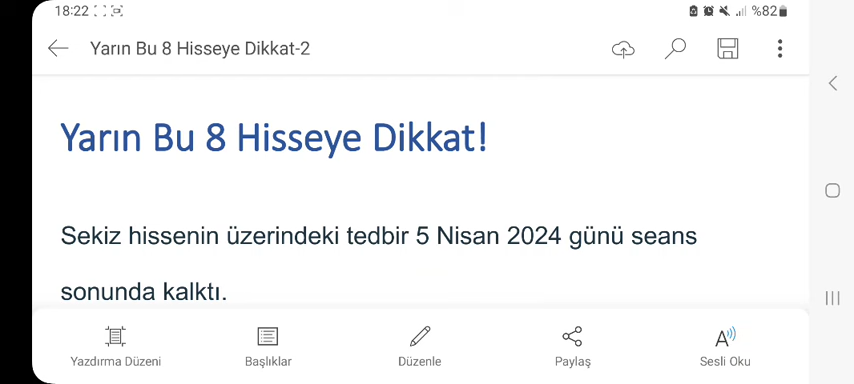 18:22 %82
Yarın Bu 8 Hisseye Dikkat-2
Yarın Bu 8 Hisseye Dikkat!
Sekiz hissenin üzerindeki tedbir 5 Nisan 2024 günü seans
sonunda kalktı.
Yazdırma Düzeni Başlıklar Düzenle Paylaş Sesli Oku